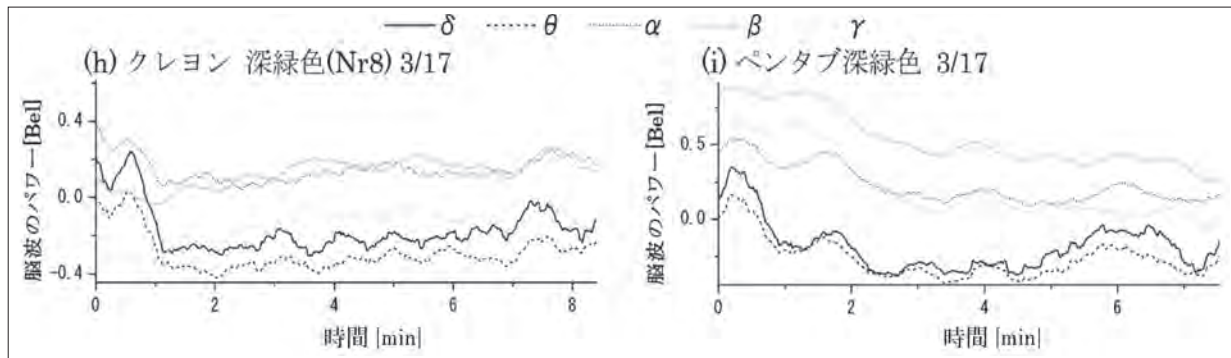 δ θ α β γ
(h) クレヨン 深緑色(Nr8) 3/17
脳波のパワー[Bel]
0.4
0.0
-0.4
0 2 4 6 8
時間 [min]
(i) ペンタブ深緑色 3/17
脳波のパワー[Bel]
0.5
0.0
0 2 4 6
時間 [min]